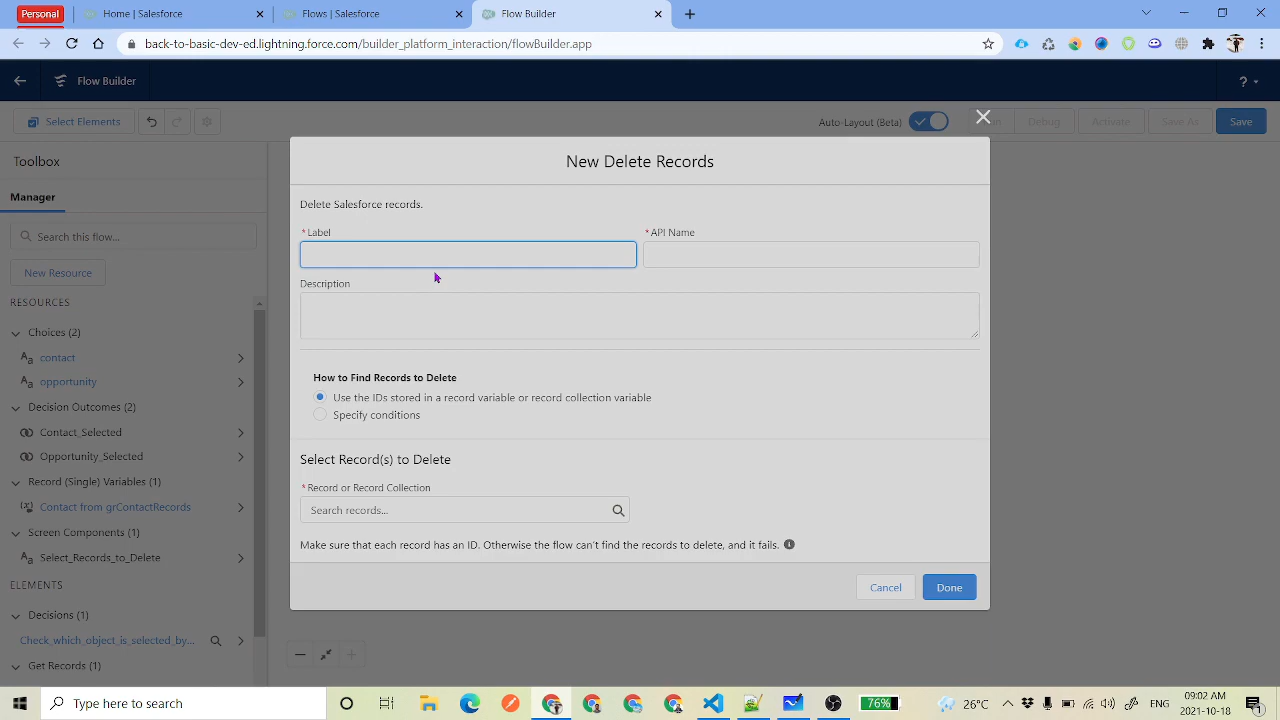 Personal
Home | Salesforce
Flows | Salesforce
Flow Builder
back-to-basic-dev-ed.lightning.force.com/builder_platform_interaction/flowBuilder.app
Flow Builder
?
Select Elements
Auto-Layout (Beta)
Debug
Activate
Save As
Save
Toolbox
Manager
Search this flow...
New Resource
RESOURCES
Choices (2)
Aa contact
Aa opportunity
Decision Outcomes (2)
Contact_Selected
Opportunity_Selected
Record (Single) Variables (1)
Contact from grContactRecords
Screen Components (1)
Aa Select_Records_to_Delete
ELEMENTS
Decisions (1)
Check_which_object_is_selected_by...
Get Records (1)
New Delete Records
Delete Salesforce records.
* Label
* API Name
Description
How to Find Records to Delete
Use the IDs stored in a record variable or record collection variable
Specify conditions
Select Record(s) to Delete
* Record or Record Collection
Search records...
Make sure that each record has an ID. Otherwise the flow can't find the records to delete, and it fails.
Cancel
Done
Type here to search
76%
26°C
ENG
09:02 AM
2021-10-18